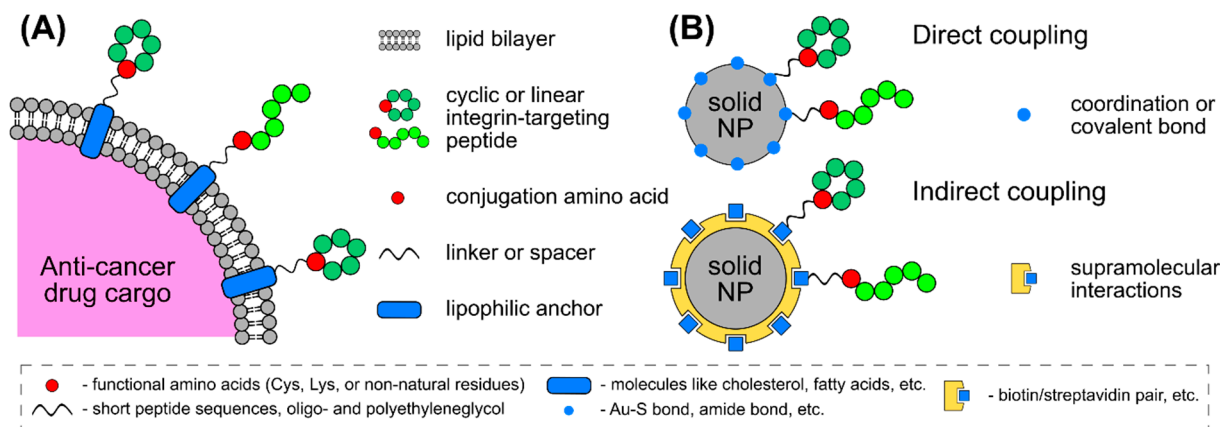 (A)
lipid bilayer
cyclic or linear
integrin-targeting
peptide
conjugation amino acid
linker or spacer
lipophilic anchor
Anti-cancer
drug cargo
(B)
Direct coupling
solid
NP
coordination or
covalent bond
Indirect coupling
solid
NP
supramolecular
interactions
- functional amino acids (Cys, Lys, or non-natural residues)
- short peptide sequences, oligo- and polyethyleneglycol
- molecules like cholesterol, fatty acids, etc.
- Au-S bond, amide bond, etc.
- biotin/streptavidin pair, etc.